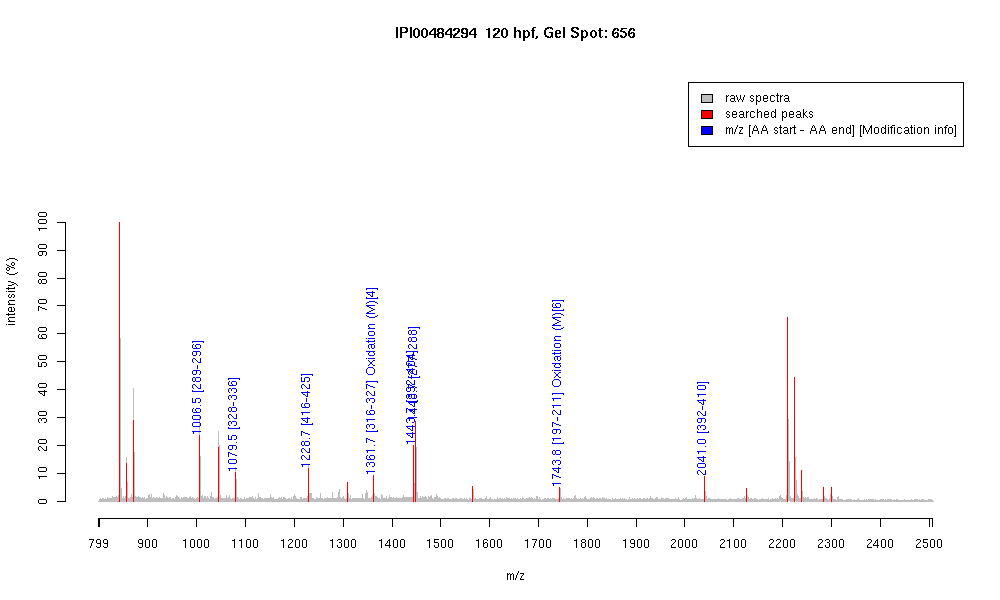 IPI00484294 120 hpf, Gel Spot: 656
raw spectra
searched peaks
m/z [AA start - AA end] [Modification info]
intensity (%)
100
90
80
70
60
50
40
30
20
10
0
1006.5 [289-296]
1079.5 [328-336]
1228.7 [416-425]
1361.7 [316-327] Oxidation (M)[4]
1743.8 [197-211] Oxidation (M)[6]
2041.0 [392-410]
799 900 1000 1100 1200 1300 1400 1500 1600 1700 1800 1900 2000 2100 2200 2300 2400 2500
m/z